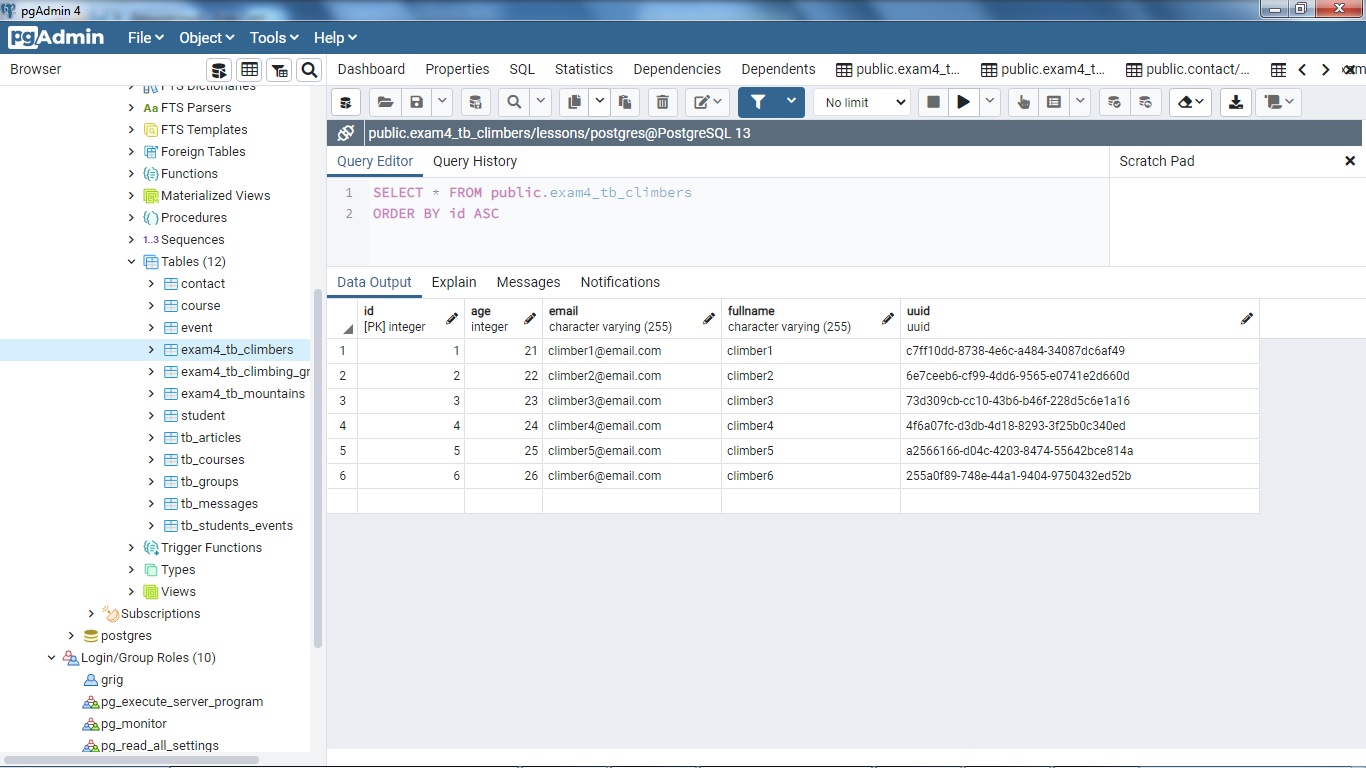 pgAdmin 4
pgAdmin File Object Tools Help
Browser
FTS Dictionaries
Aa FTS Parsers
FTS Templates
Foreign Tables
Functions
Materialized Views
Procedures
1..3 Sequences
Tables (12)
contact
course
event
exam4_tb_climbers
exam4_tb_climbing_gr
exam4_tb_mountains
student
tb_articles
tb_courses
tb_groups
tb_messages
tb_students_events
Trigger Functions
Types
Views
Subscriptions
postgres
Login/Group Roles (10)
grig
pg_execute_server_program
pg_monitor
pg_read_all_settings
Dashboard Properties SQL Statistics Dependencies Dependents public.exam4_t... public.exam4_t... public.contact/...
No limit
public.exam4_tb_climbers/lessons/postgres@PostgreSQL 13
Query Editor Query History Scratch Pad
1 SELECT * FROM public.exam4_tb_climbers
2 ORDER BY id ASC
Data Output Explain Messages Notifications
id age email fullname uuid
[PK] integer integer character varying (255) character varying (255) uuid
1 1 21 climber1@email.com climber1 c7ff10dd-8738-4e6c-a484-34087dc6af49
2 2 22 climber2@email.com climber2 6e7ceeb6-cf99-4dd6-9565-e0741e2d660d
3 3 23 climber3@email.com climber3 73d309cb-cc10-43b6-b46f-228d5c6e1a16
4 4 24 climber4@email.com climber4 4f6a07fc-d3db-4d18-8293-3f25b0c340ed
5 5 25 climber5@email.com climber5 a2566166-d04c-4203-8474-55642bce814a
6 6 26 climber6@email.com climber6 255a0f89-748e-44a1-9404-9750432ed52b